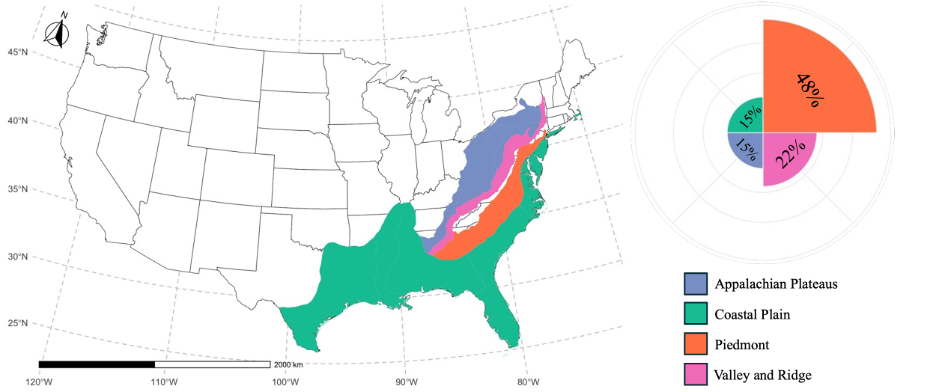 N
45°N
40°N
35°N
30°N
25°N
120°W
110°W
100°W
90°W
80°W
2000 km
48%
15%
15%
22%
Appalachian Plateaus
Coastal Plain
Piedmont
Valley and Ridge